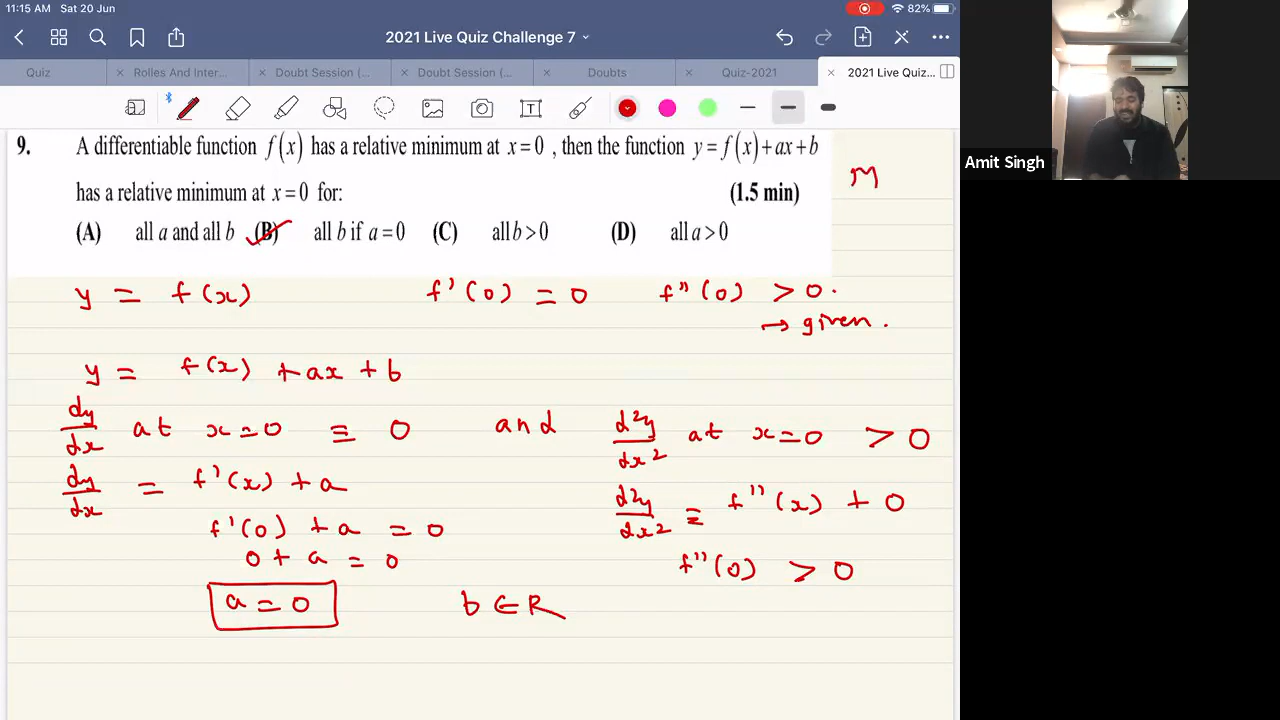 11:15 AM Sat 20 Jun
82%
2021 Live Quiz Challenge 7
Quiz
Rolles And Inter...
Doubt Session (...
Doubt Session (...
Doubts
Quiz-2021
2021 Live Quiz...
9. A differentiable function f(x) has a relative minimum at x=0, then the function y=f(x)+ax+b
has a relative minimum at x=0 for: (1.5 min)
(A) all a and all b (B) all b if a=0 (C) all b>0 (D) all a>0
M
y = f(x) f'(0) = 0 f''(0) > 0.
→ given.
y = f(x) + ax + b
dy/dx at x=0 = 0 and d²y/dx² at x=0 > 0
dy/dx = f'(x) + a d²y/dx² = f''(x) + 0
f'(0) + a = 0
0 + a = 0 f''(0) > 0
a = 0 b ∈ R
Amit Singh